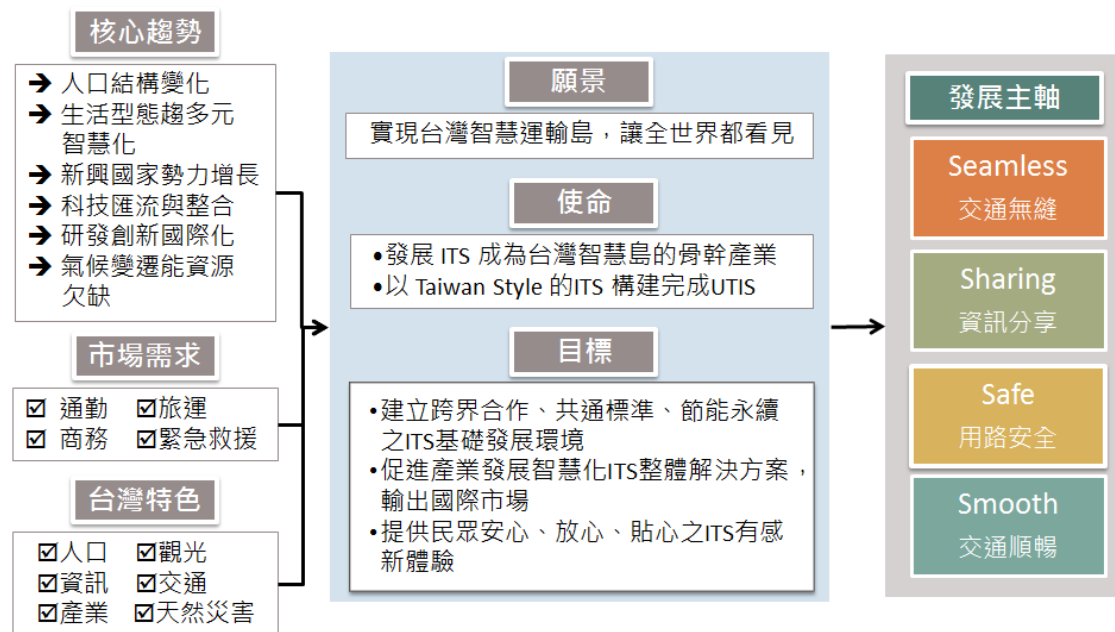 核心趨勢
➔ 人口結構變化
➔ 生活型態趨多元
智慧化
➔ 新興國家勢力增長
➔ 科技匯流與整合
➔ 研發創新國際化
➔ 氣候變遷能資源
欠缺
市場需求
☑ 通勤 ☑旅運
☑ 商務 ☑緊急救援
台灣特色
☑人口 ☑觀光
☑資訊 ☑交通
☑產業 ☑天然災害
願景
實現台灣智慧運輸島，讓全世界都看見
使命
•發展 ITS 成為台灣智慧島的骨幹產業
•以 Taiwan Style 的ITS 構建完成UTIS
目標
•建立跨界合作、共通標準、節能永續
之ITS基礎發展環境
•促進產業發展智慧化ITS整體解決方案，
輸出國際市場
•提供民眾安心、放心、貼心之ITS有感
新體驗
發展主軸
Seamless
交通無縫
Sharing
資訊分享
Safe
用路安全
Smooth
交通順暢